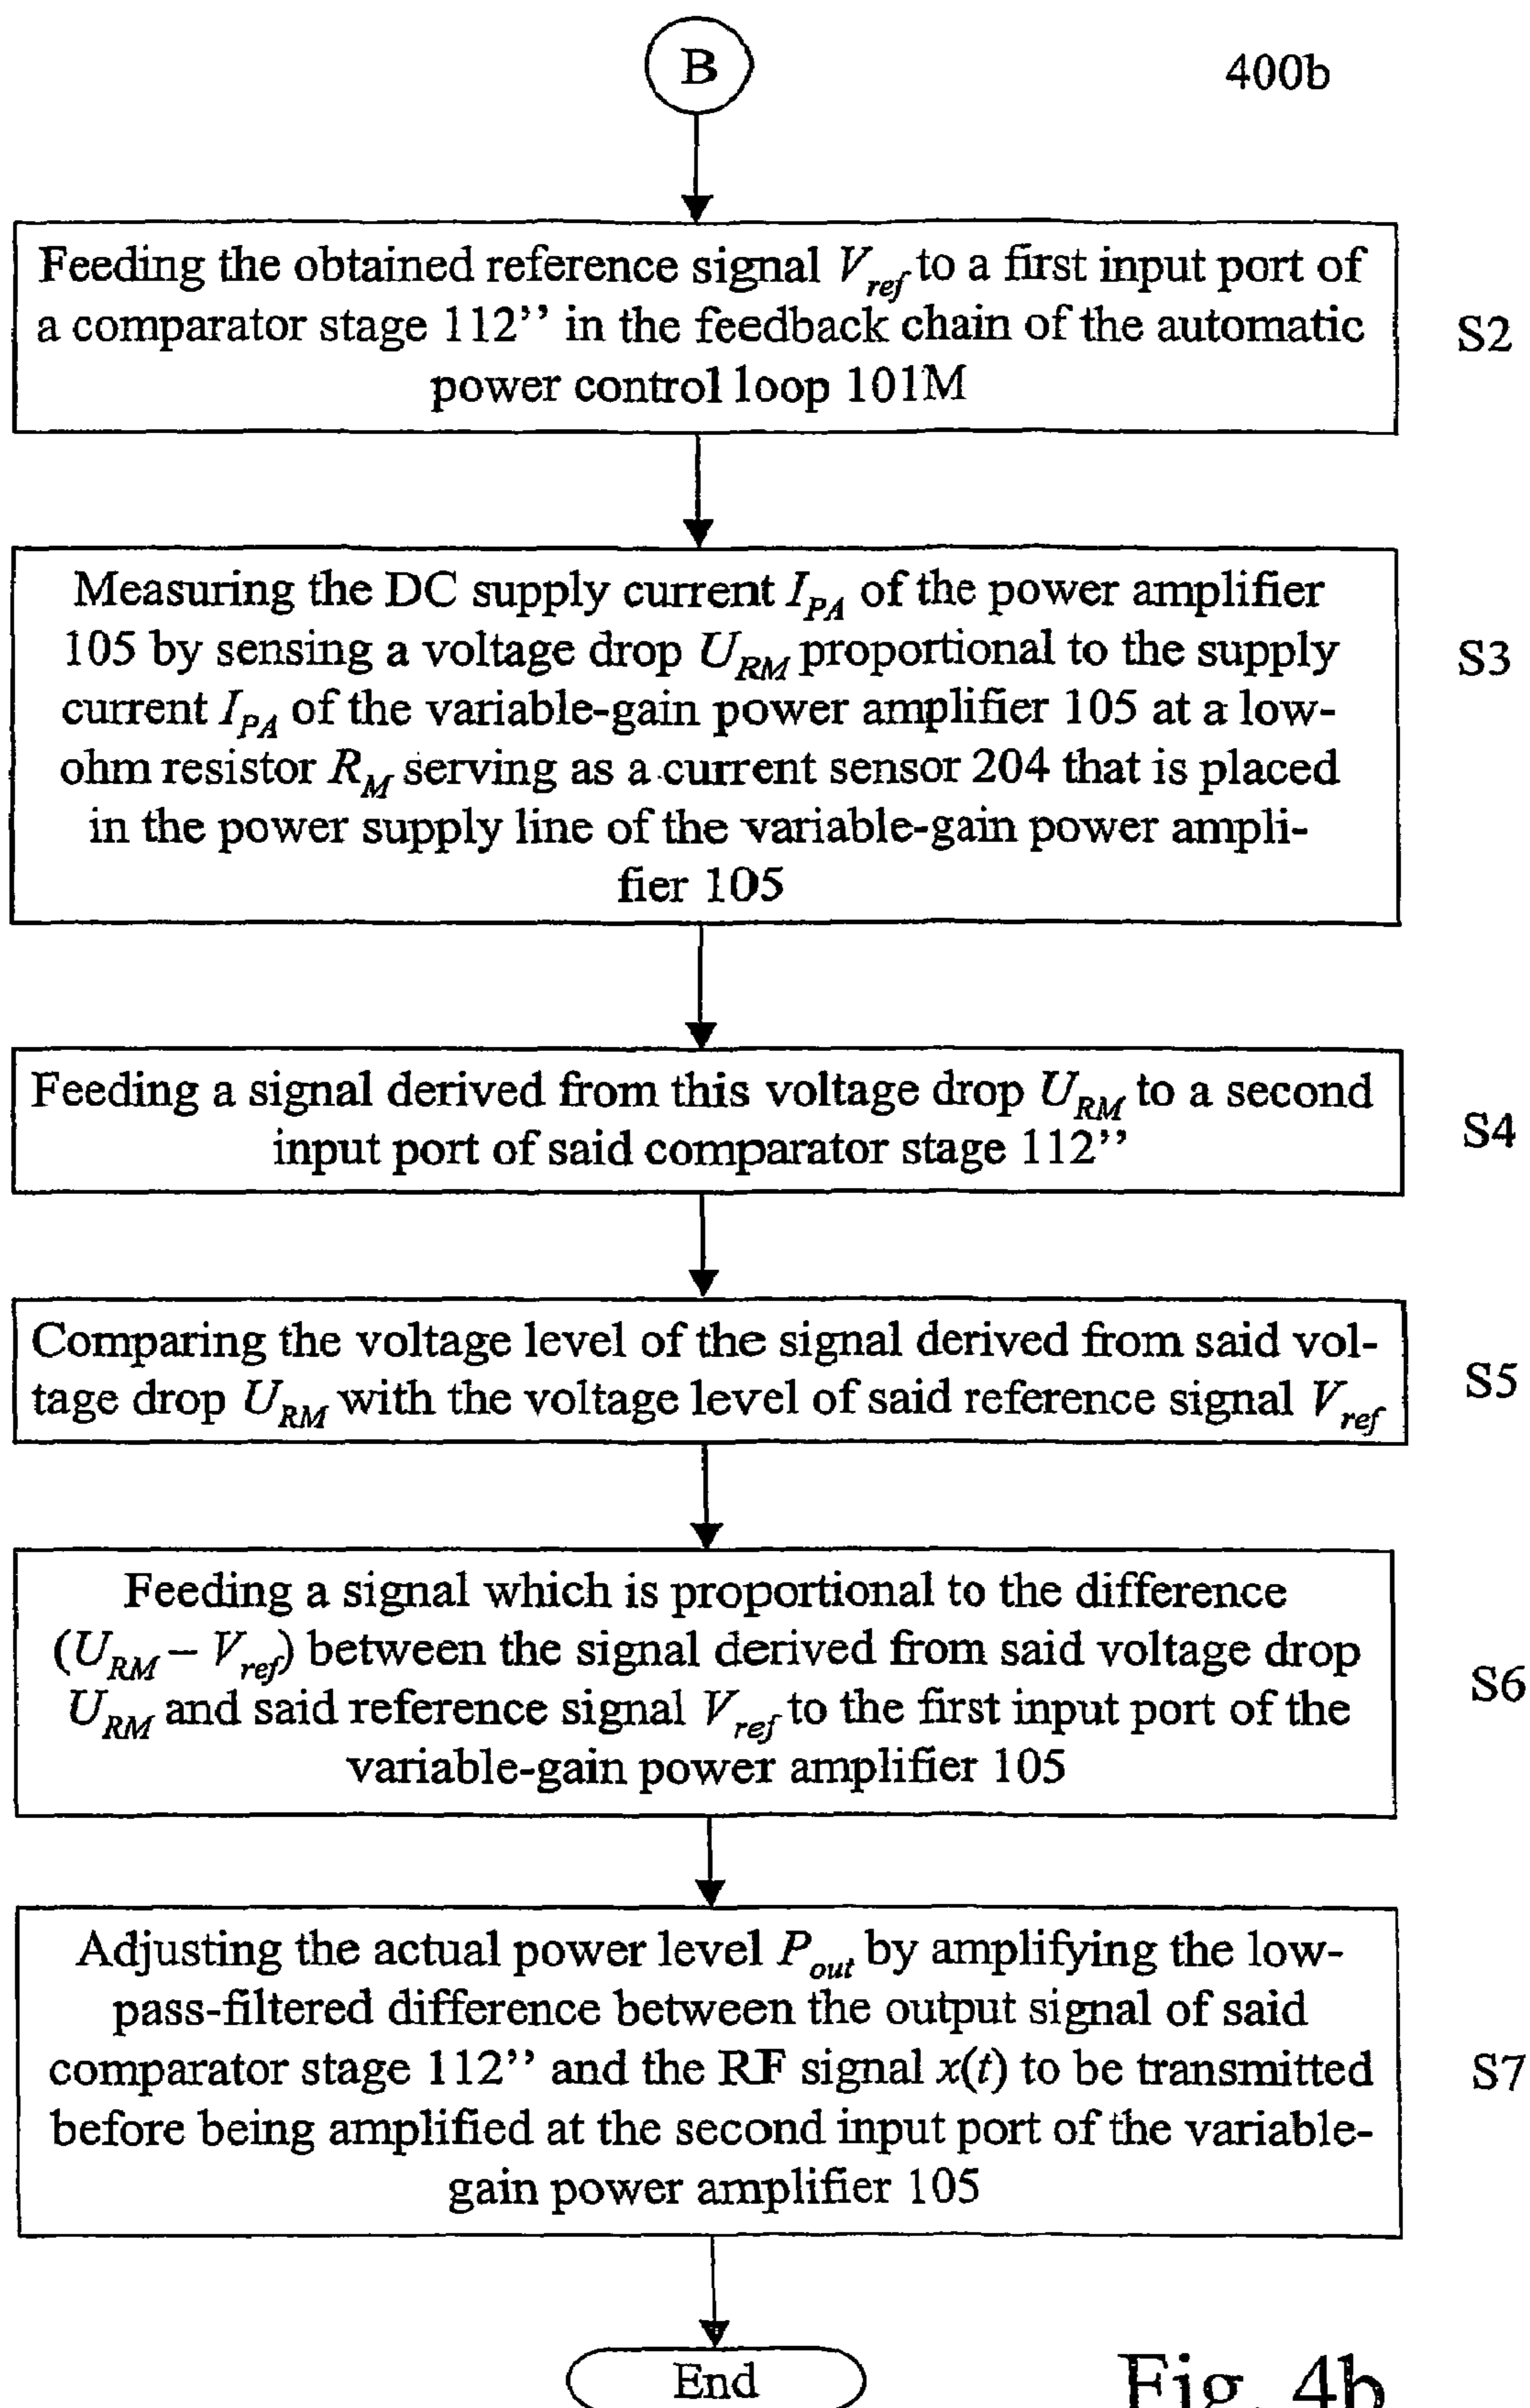 B
400b
Feeding the obtained reference signal V_ref to a first input port of
a comparator stage 112’’ in the feedback chain of the automatic
power control loop 101M
S2
Measuring the DC supply current I_PA of the power amplifier
105 by sensing a voltage drop U_RM proportional to the supply
current I_PA of the variable-gain power amplifier 105 at a low-
ohm resistor R_M serving as a current sensor 204 that is placed
in the power supply line of the variable-gain power ampli-
fier 105
S3
Feeding a signal derived from this voltage drop U_RM to a second
input port of said comparator stage 112’’
S4
Comparing the voltage level of the signal derived from said vol-
tage drop U_RM with the voltage level of said reference signal V_ref
S5
Feeding a signal which is proportional to the difference
(U_RM – V_ref) between the signal derived from said voltage drop
U_RM and said reference signal V_ref to the first input port of the
variable-gain power amplifier 105
S6
Adjusting the actual power level P_out by amplifying the low-
pass-filtered difference between the output signal of said
comparator stage 112’’ and the RF signal x(t) to be transmitted
before being amplified at the second input port of the variable-
gain power amplifier 105
S7
End
Fig. 4b